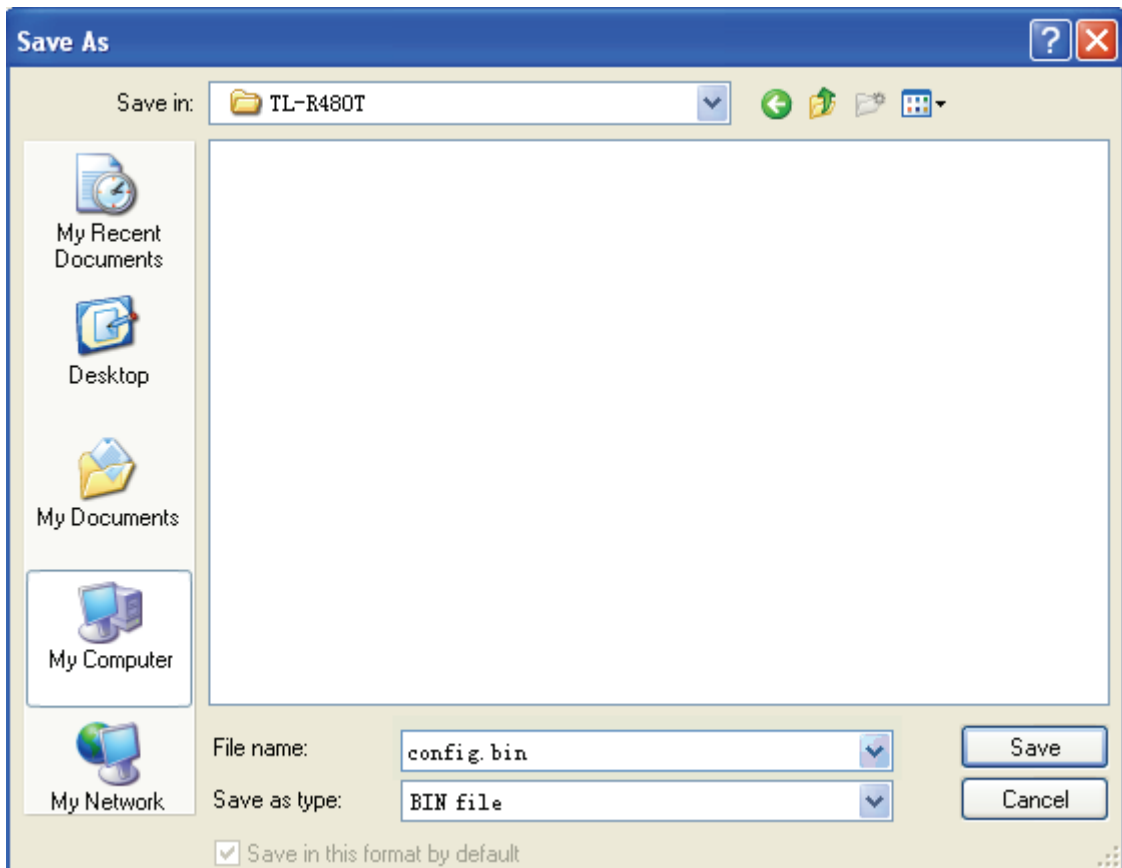 Save As
Save in:
TL-R480T
My Recent
Documents
Desktop
My Documents
My Computer
My Network
File name:
config.bin
Save
Save as type:
BIN file
Cancel
Save in this format by default